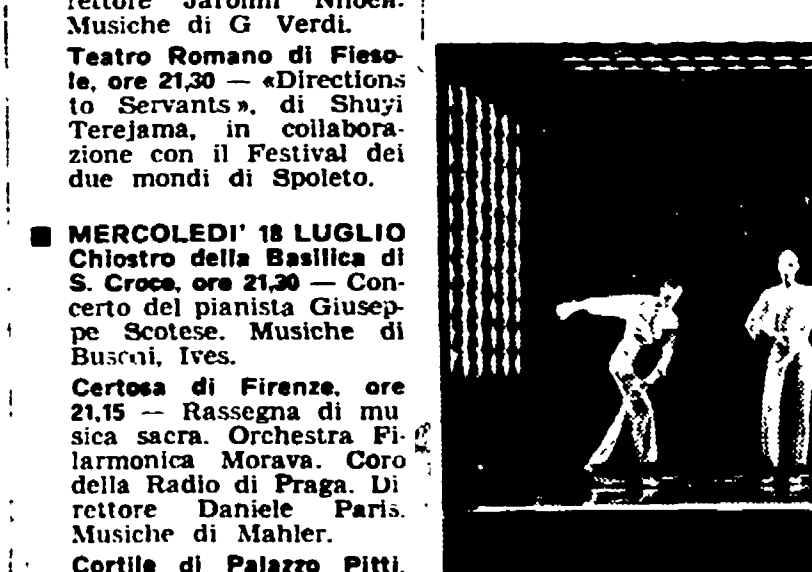 Musiche di G Verdi.
Teatro Romano di Fieso-
le, ore 21,30 — «Directions
to Servants», di Shuyi
Terejama, in collabora-
zione con il Festival dei
due mondi di Spoleto.
■ MERCOLEDI' 18 LUGLIO
Chiostro della Basilica di
S. Croce, ore 21,30 — Con-
certo del pianista Giusep-
pe Scotese. Musiche di
Busoni, Ives.
Certosa di Firenze, ore
21,15 — Rassegna di mu
sica sacra. Orchestra Fi-
larmonica Morava. Coro
della Radio di Praga. Di
rettore Daniele Paris.
Musiche di Mahler.
Cortile di Palazzo Pitti,